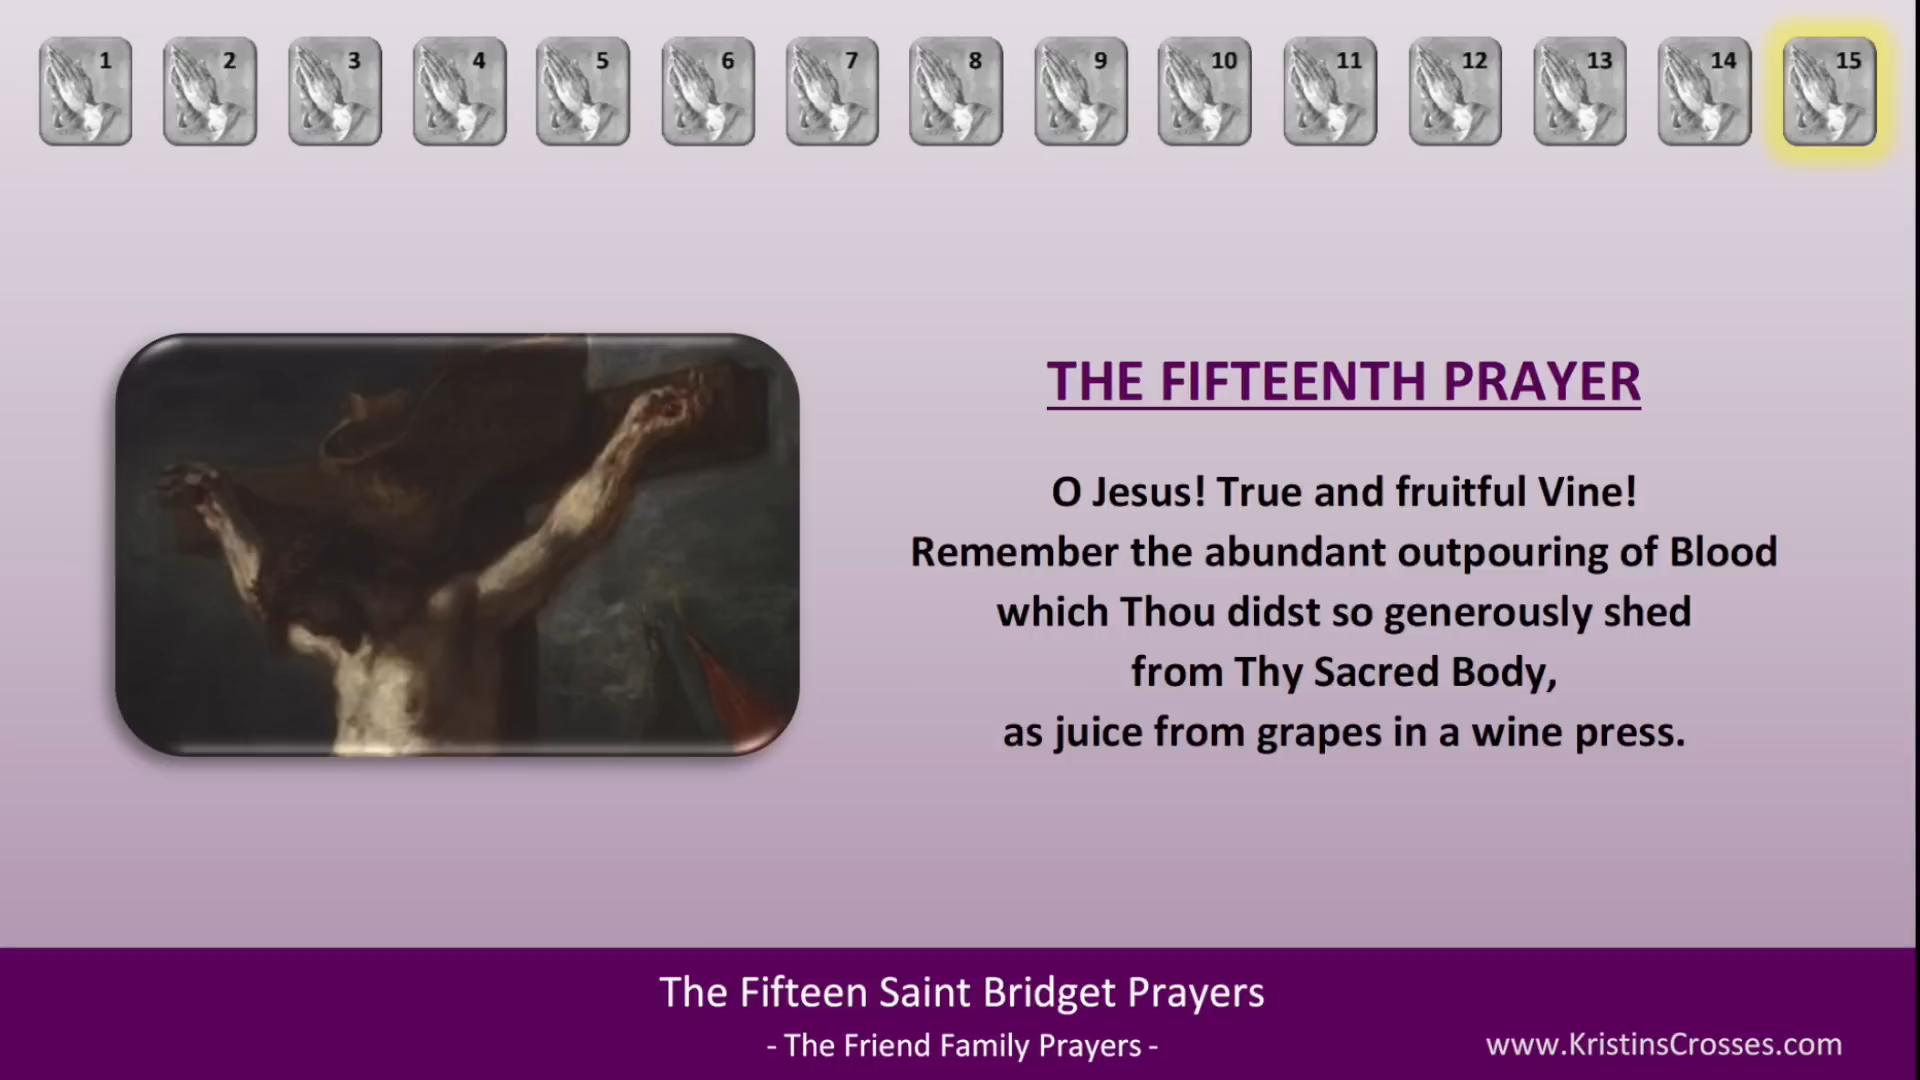 1 2 3 4 5 6 7 8 9 10 11 12 13 14 15
THE FIFTEENTH PRAYER
O Jesus! True and fruitful Vine!
Remember the abundant outpouring of Blood
which Thou didst so generously shed
from Thy Sacred Body,
as juice from grapes in a wine press.
The Fifteen Saint Bridget Prayers
- The Friend Family Prayers -
www.KristinsCrosses.com